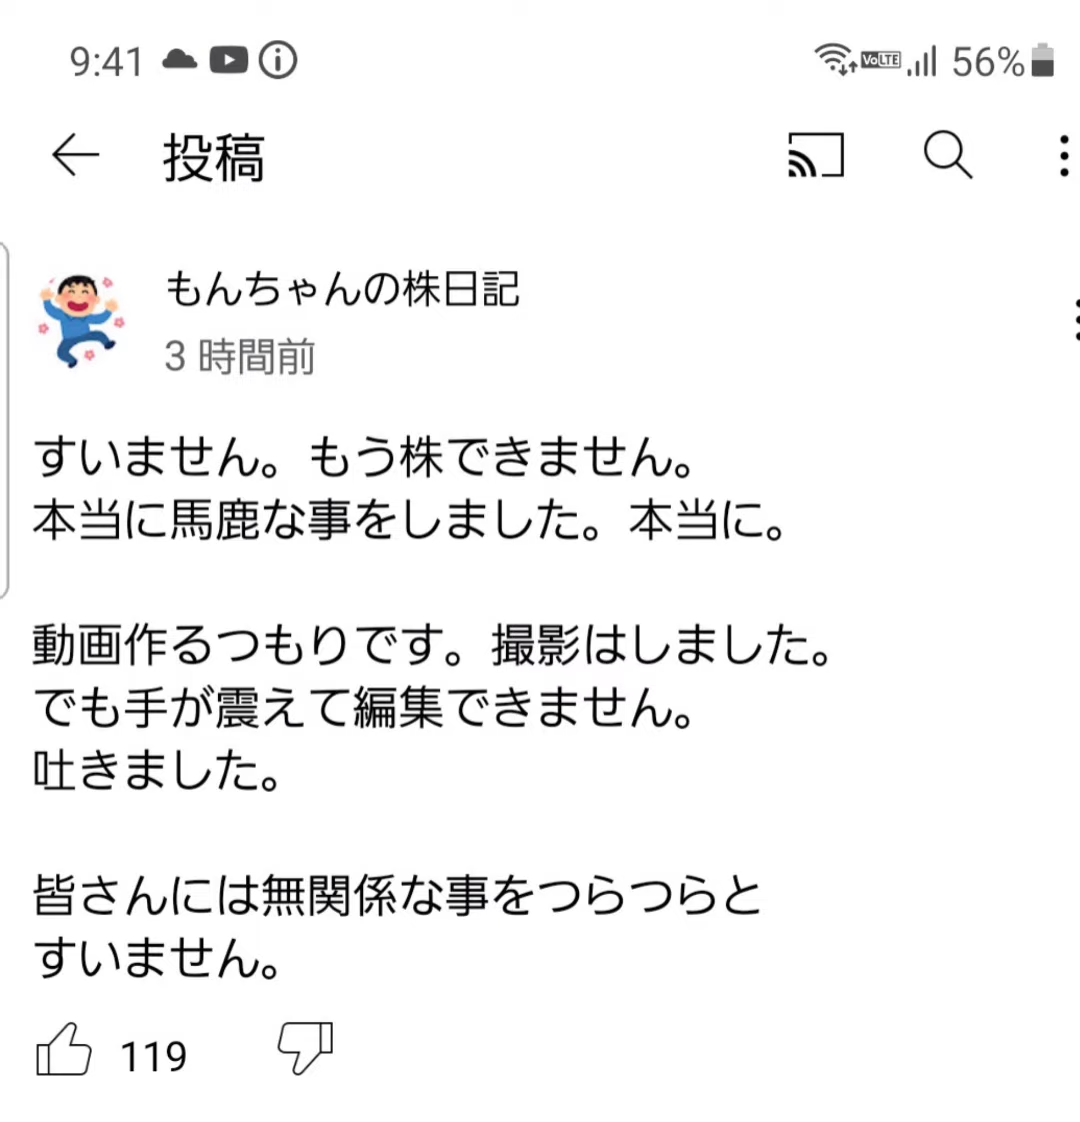 9:41
VoLTE 56%
投稿
もんちゃんの株日記
3 時間前
すいません。もう株できません。
本当に馬鹿な事をしました。本当に。
動画作るつもりです。撮影はしました。
でも手が震えて編集できません。
吐きました。
皆さんには無関係な事をつらつらと
すいません。
119